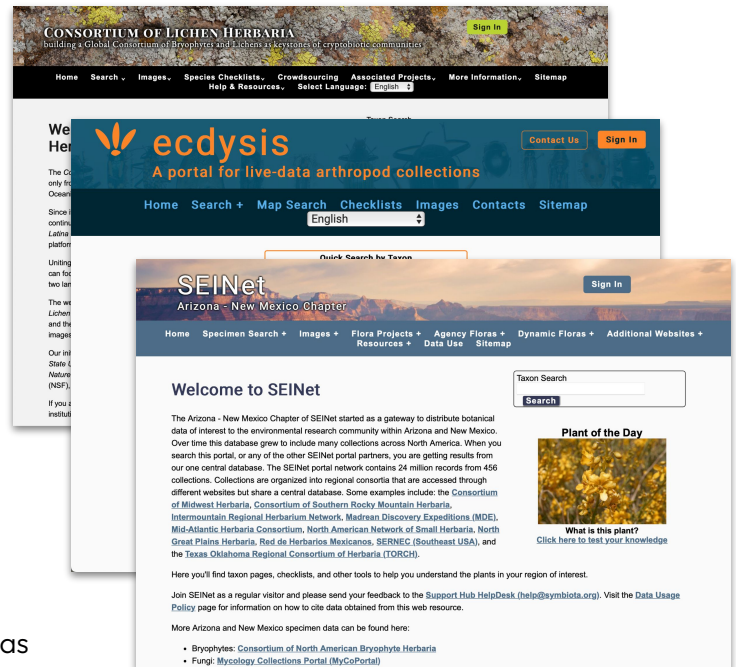 CONSORTIUM OF LICHEN HERBARIA
building a Global Consortium of Bryophytes and Lichens as keystones of cryptobiotic communities
Sign In
Home Search Images Species Checklists Crowdsourcing Associated Projects More Information Sitemap
Help & Resources Select Language: English
We
Her
The
only fro
Ocean
Since i
continu
Latina
platfor
Uniting
can foc
two lan
The we
Lichen
and the
images
Our init
State U
Nature
(NSF),
If you a
instituti
ecdysis
A portal for live-data arthropod collections
Contact Us
Sign In
Home Search + Map Search Checklists Images Contacts Sitemap
English
Quick Search by Taxon
SEINet
Arizona - New Mexico Chapter
Sign In
Home Specimen Search + Images + Flora Projects + Agency Floras + Dynamic Floras + Additional Websites +
Resources + Data Use Sitemap
Welcome to SEINet
The Arizona - New Mexico Chapter of SEINet started as a gateway to distribute botanical
data of interest to the environmental research community within Arizona and New Mexico.
Over time this database grew to include many collections across North America. When you
search this portal, or any of the other SEINet portal partners, you are getting results from
our one central database. The SEINet portal network contains 24 million records from 456
collections. Collections are organized into regional consortia that are accessed through
different websites but share a central database. Some examples include: the Consortium
of Midwest Herbaria, Consortium of Southern Rocky Mountain Herbaria,
Intermountain Regional Herbarium Network, Madrean Discovery Expeditions (MDE),
Mid-Atlantic Herbaria Consortium, North American Network of Small Herbaria, North
Great Plains Herbaria, Red de Herbarios Mexicanos, SERNEC (Southeast USA), and
the Texas Oklahoma Regional Consortium of Herbaria (TORCH).
Taxon Search
Search
Plant of the Day
What is this plant?
Click here to test your knowledge
Here you'll find taxon pages, checklists, and other tools to help you understand the plants in your region of interest.
Join SEINet as a regular visitor and please send your feedback to the Support Hub HelpDesk (help@symbiota.org). Visit the Data Usage
Policy page for information on how to cite data obtained from this web resource.
More Arizona and New Mexico specimen data can be found here:
• Bryophytes: Consortium of North American Bryophyte Herbaria
• Fungi: Mycology Collections Portal (MyCoPortal)
as